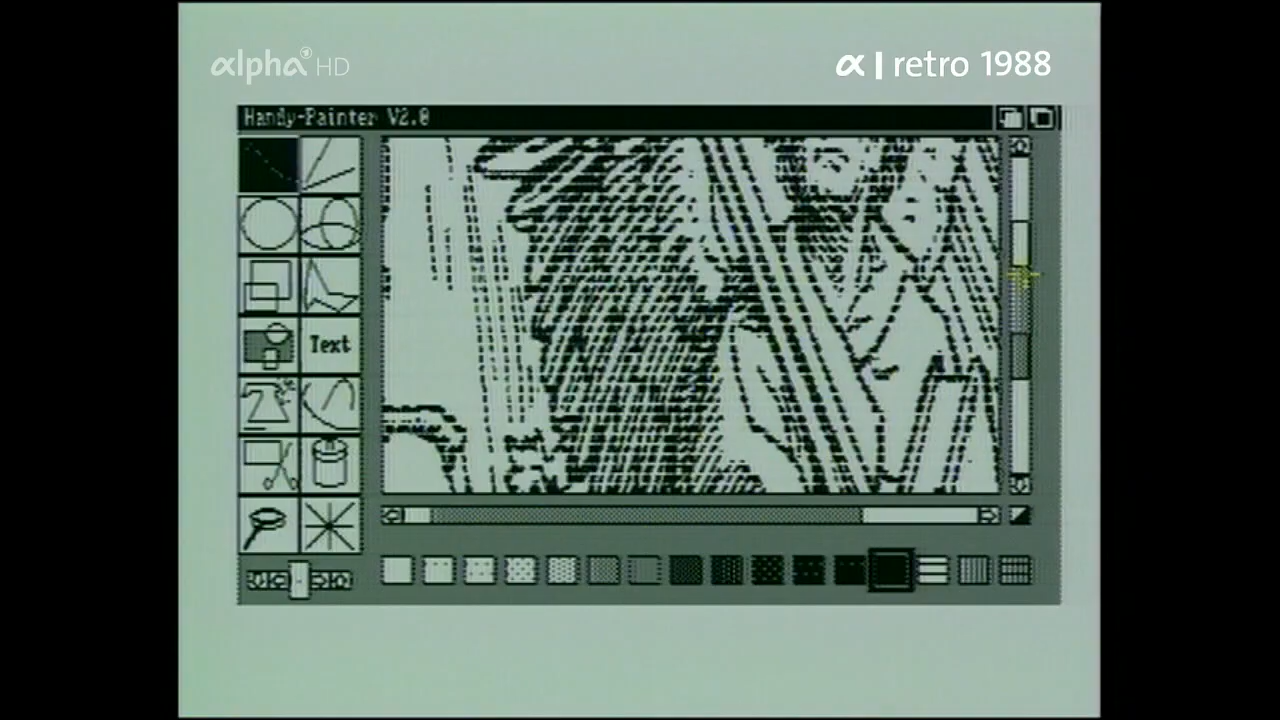 alpha HD
α | retro 1988
Handy-Painter V2.0
Text